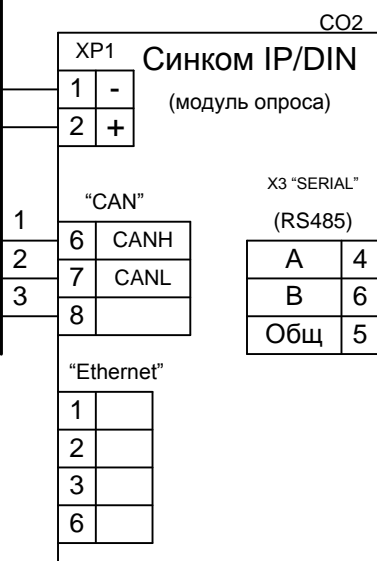 СО2
XP1
Синком IP/DIN
(модуль опроса)
1 -
2 +
“CAN”
1
6 CANH
2
7 CANL
3
8
X3 “SERIAL”
(RS485)
A 4
B 6
Общ 5
“Ethernet”
1
2
3
6